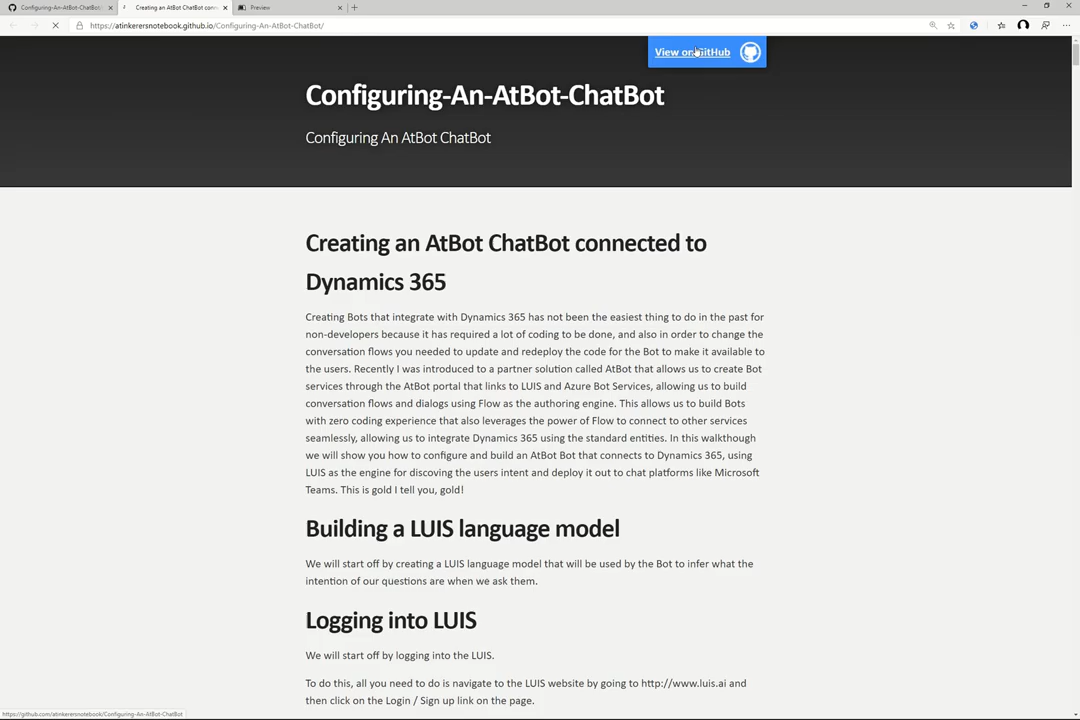 Configuring-An-AtBot-ChatBot/
Creating an AtBot ChatBot conn
Preview
https://atinkerersnotebook.github.io/Configuring-An-AtBot-ChatBot/
View on GitHub
Configuring-An-AtBot-ChatBot
Configuring An AtBot ChatBot
Creating an AtBot ChatBot connected to
Dynamics 365
Creating Bots that integrate with Dynamics 365 has not been the easiest thing to do in the past for
non-developers because it has required a lot of coding to be done, and also in order to change the
conversation flows you needed to update and redeploy the code for the Bot to make it available to
the users. Recently I was introduced to a partner solution called AtBot that allows us to create Bot
services through the AtBot portal that links to LUIS and Azure Bot Services, allowing us to build
conversation flows and dialogs using Flow as the authoring engine. This allows us to build Bots
with zero coding experience that also leverages the power of Flow to connect to other services
seamlessly, allowing us to integrate Dynamics 365 using the standard entities. In this walkthough
we will show you how to configure and build an AtBot Bot that connects to Dynamics 365, using
LUIS as the engine for discoving the users intent and deploy it out to chat platforms like Microsoft
Teams. This is gold I tell you, gold!
Building a LUIS language model
We will start off by creating a LUIS language model that will be used by the Bot to infer what the
intention of our questions are when we ask them.
Logging into LUIS
We will start off by logging into the LUIS.
To do this, all you need to do is navigate to the LUIS website by going to http://www.luis.ai and
then click on the Login / Sign up link on the page.
https://github.com/atinkerersnotebook/Configuring-An-AtBot-ChatBot